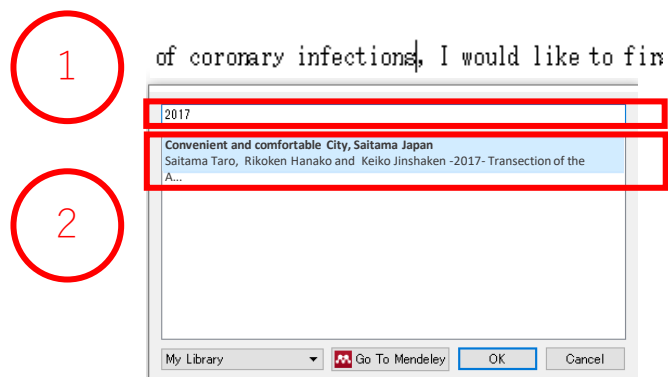 1
of coronary infections, I would like to fin
2017
Convenient and comfortable City, Saitama Japan
Saitama Taro, Rikoken Hanako and Keiko Jinshaken -2017- Transection of the
A...
2
My Library Go To Mendeley OK Cancel